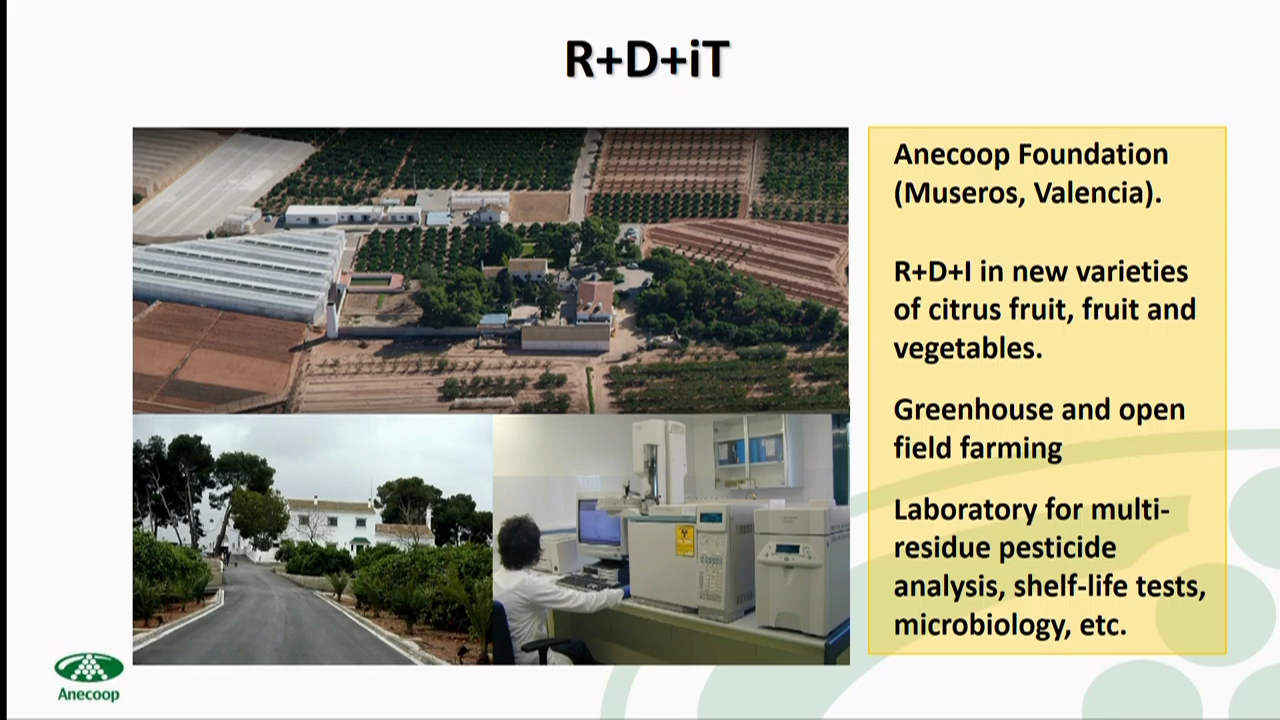 R+D+iT
Anecoop Foundation
(Museros, Valencia).
R+D+I in new varieties
of citrus fruit, fruit and
vegetables.
Greenhouse and open
field farming
Laboratory for multi-
residue pesticide
analysis, shelf-life tests,
microbiology, etc.
Anecoop